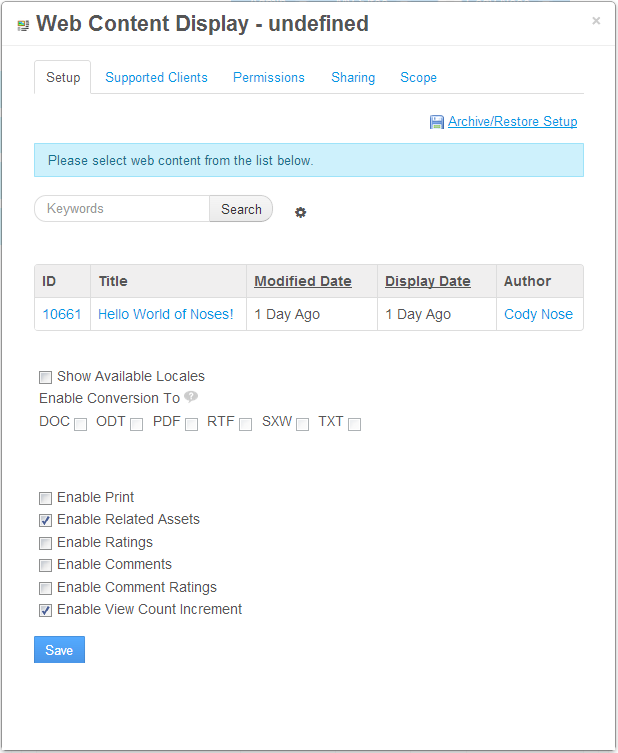 Web Content Display - undefined
×
Setup Supported Clients Permissions Sharing Scope
Archive/Restore Setup
Please select web content from the list below.
Keywords Search
ID Title Modified Date Display Date Author
10661 Hello World of Noses! 1 Day Ago 1 Day Ago Cody Nose
Show Available Locales
Enable Conversion To ?
DOC ODT PDF RTF SXW TXT
Enable Print
Enable Related Assets
Enable Ratings
Enable Comments
Enable Comment Ratings
Enable View Count Increment
Save